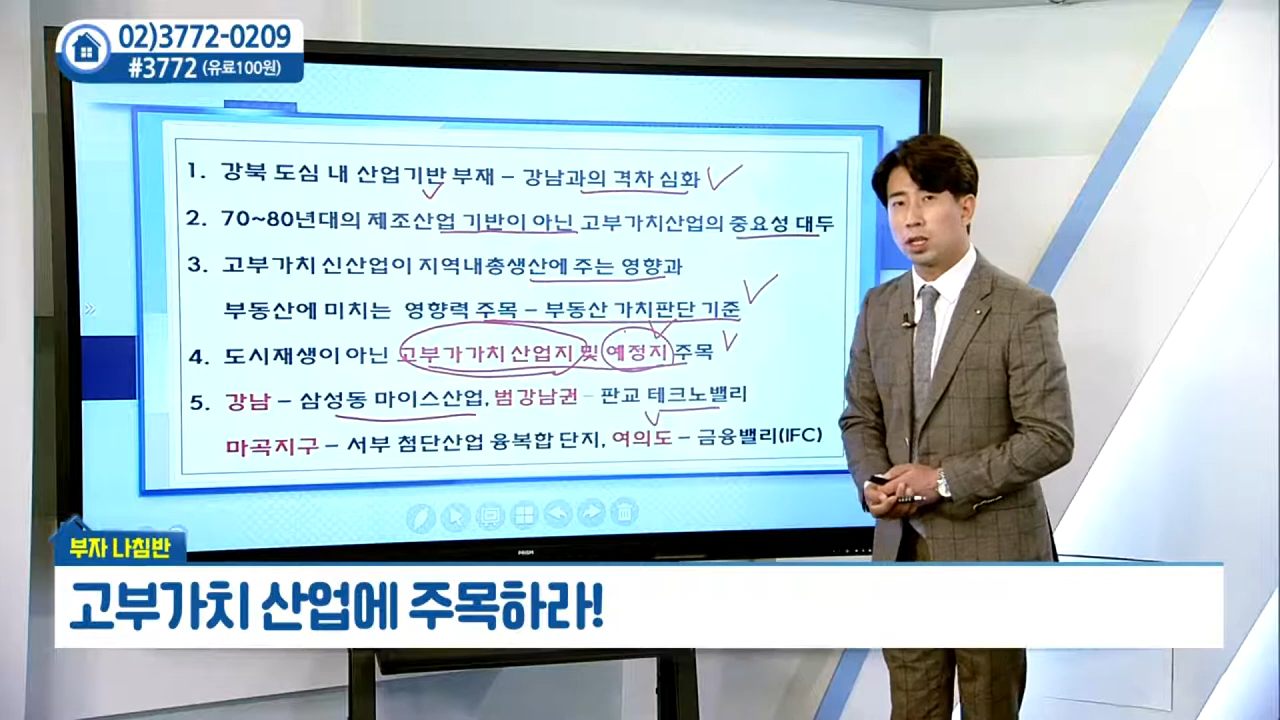 02)3772-0209
#3772 (유료100원)
1. 강북 도심 내 산업기반 부재 – 강남과의 격차 심화
2. 70~80년대의 제조산업 기반이 아닌 고부가치산업의 중요성 대두
3. 고부가치 신산업이 지역내총생산에 주는 영향과
부동산에 미치는 영향력 주목 – 부동산 가치판단 기준
4. 도시재생이 아닌 고부가가치 산업지 및 예정지 주목
5. 강남 – 삼성동 마이스산업, 범강남권 – 판교 테크노밸리
마곡지구 – 서부 첨단산업 융복합 단지, 여의도 – 금융밸리(IFC)
PRISM
부자 나침반
고부가치 산업에 주목하라!